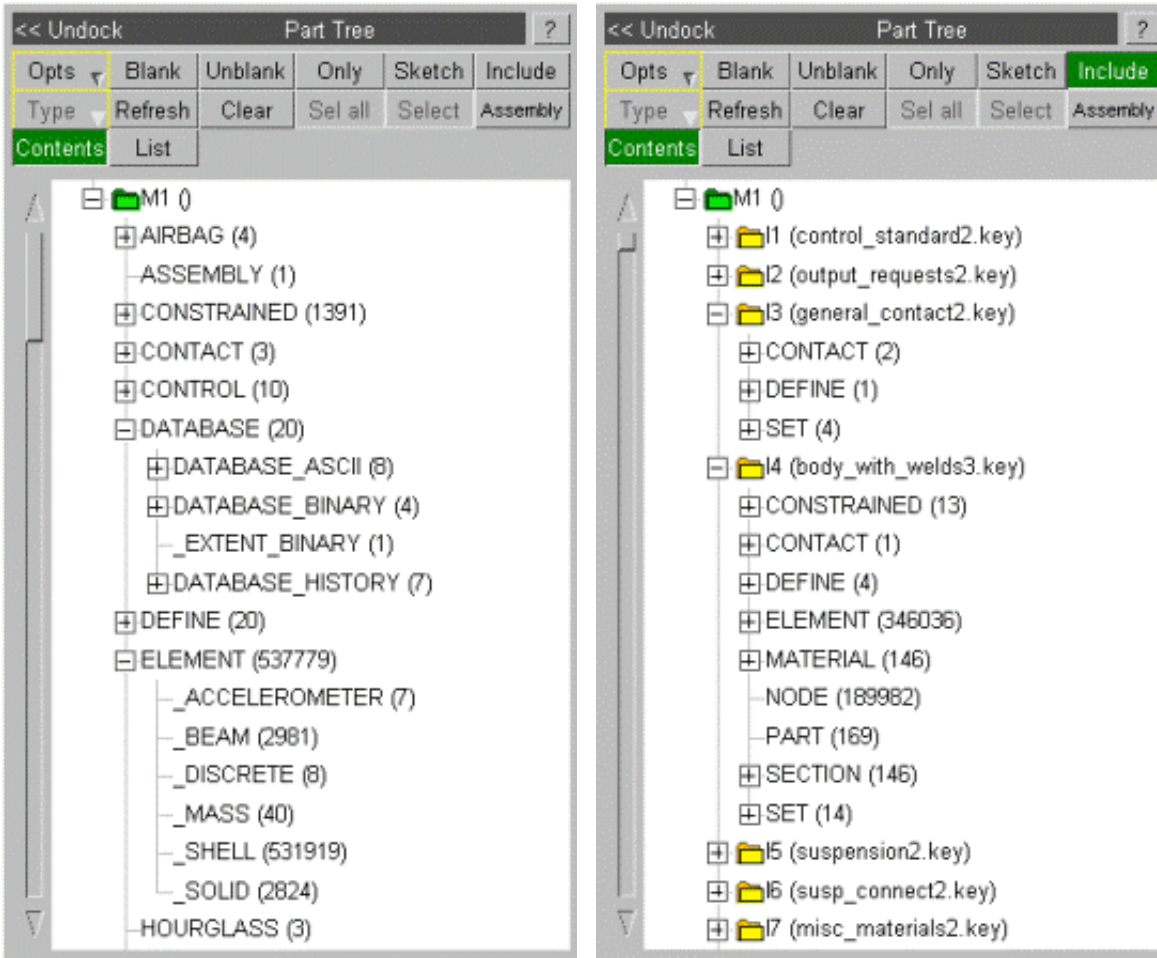 << Undock Part Tree ?
Opts Blank Unblank Only Sketch Include
Type Refresh Clear Sel all Select Assembly
Contents List
M1 ()
AIRBAG (4)
ASSEMBLY (1)
CONSTRAINED (1391)
CONTACT (3)
CONTROL (10)
DATABASE (20)
DATABASE_ASCII (8)
DATABASE_BINARY (4)
_EXTENT_BINARY (1)
DATABASE_HISTORY (7)
DEFINE (20)
ELEMENT (537779)
_ACCELEROMETER (7)
_BEAM (2981)
_DISCRETE (8)
_MASS (40)
_SHELL (531919)
_SOLID (2824)
HOURGLASS (3)
<< Undock Part Tree ?
Opts Blank Unblank Only Sketch Include
Type Refresh Clear Sel all Select Assembly
Contents List
M1 ()
I1 (control_standard2.key)
I2 (output_requests2.key)
I3 (general_contact2.key)
CONTACT (2)
DEFINE (1)
SET (4)
I4 (body_with_welds3.key)
CONSTRAINED (13)
CONTACT (1)
DEFINE (4)
ELEMENT (346036)
MATERIAL (146)
NODE (189982)
PART (169)
SECTION (146)
SET (14)
I5 (suspension2.key)
I6 (susp_connect2.key)
I7 (misc_materials2.key)